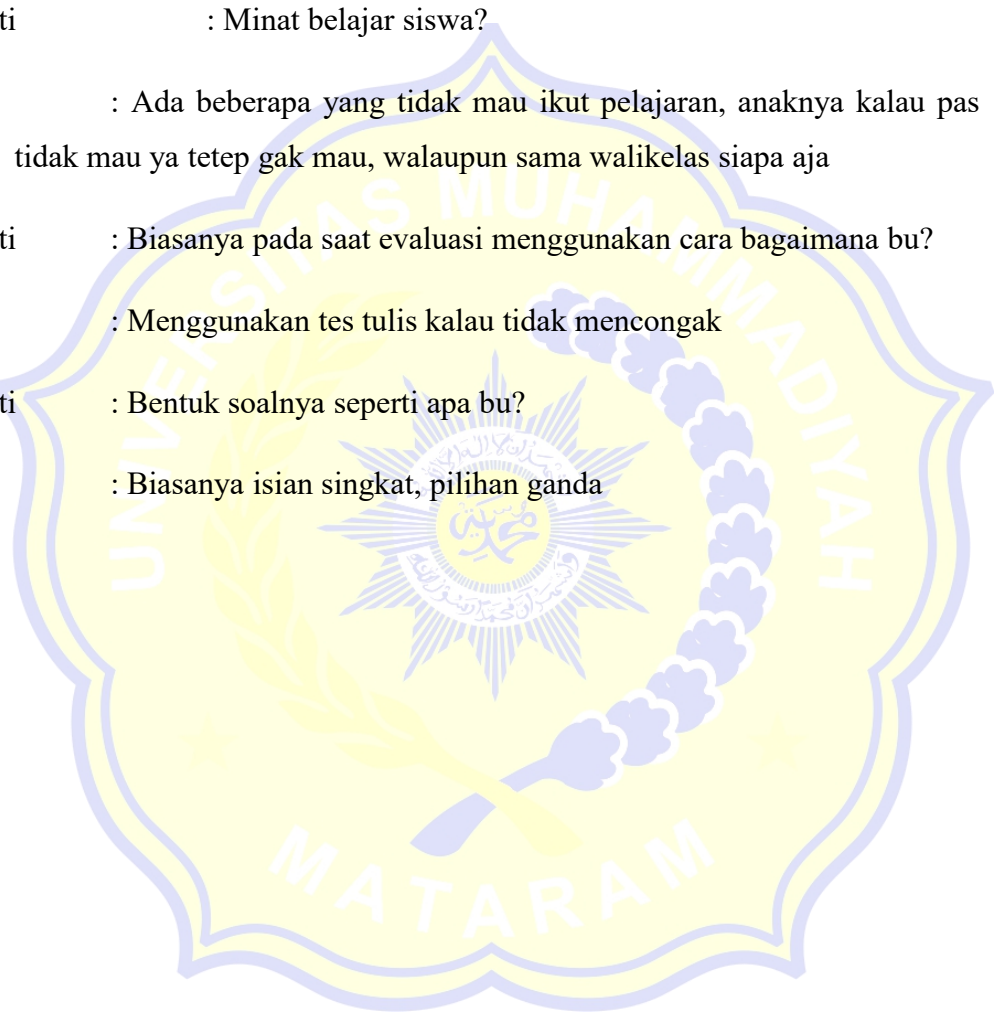 ti : Minat belajar siswa?
: Ada beberapa yang tidak mau ikut pelajaran, anaknya kalau pas
tidak mau ya tetep gak mau, walaupun sama walikelas siapa aja
ti : Biasanya pada saat evaluasi menggunakan cara bagaimana bu?
: Menggunakan tes tulis kalau tidak mencongak
ti : Bentuk soalnya seperti apa bu?
: Biasanya isian singkat, pilihan ganda
UNIVERSITAS MUHAMMADIYAH
MATARAM